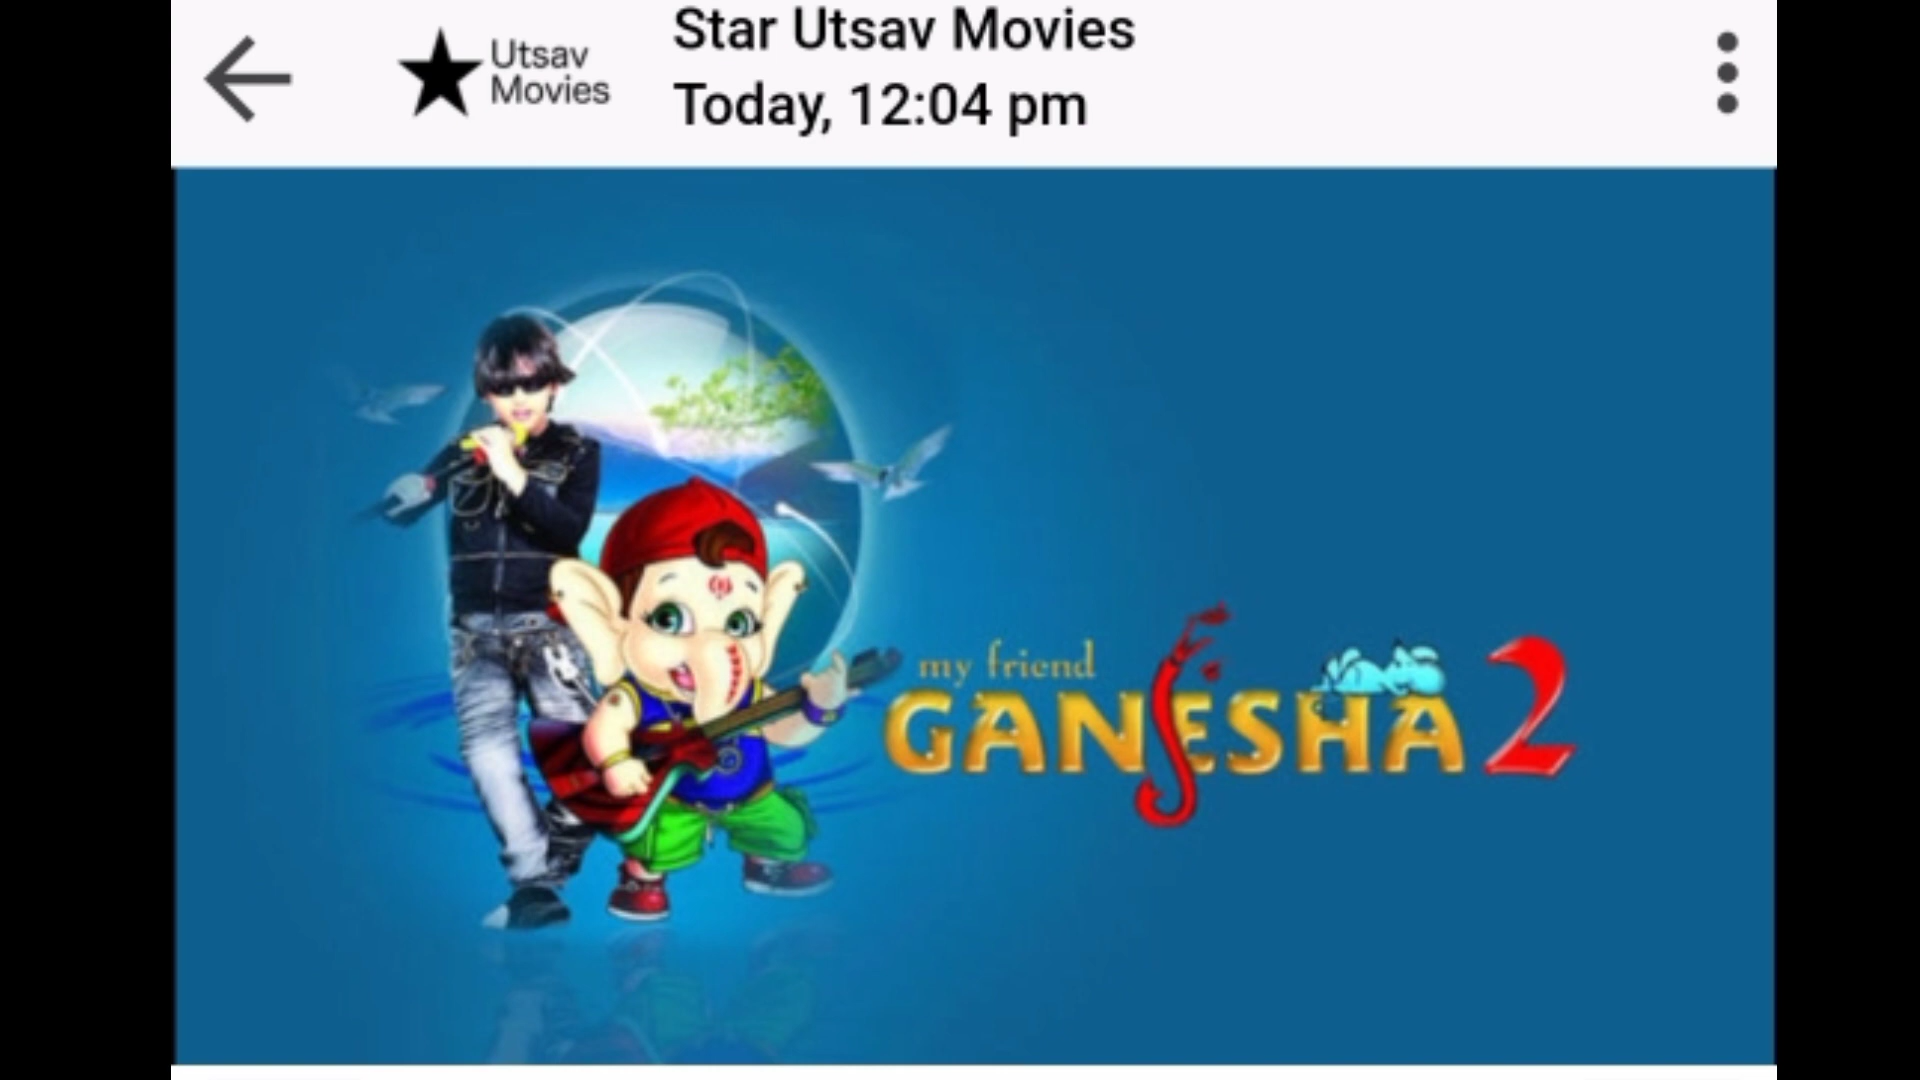 Utsav
Movies
Star Utsav Movies
Today, 12:04 pm
my friend
GANESHA 2